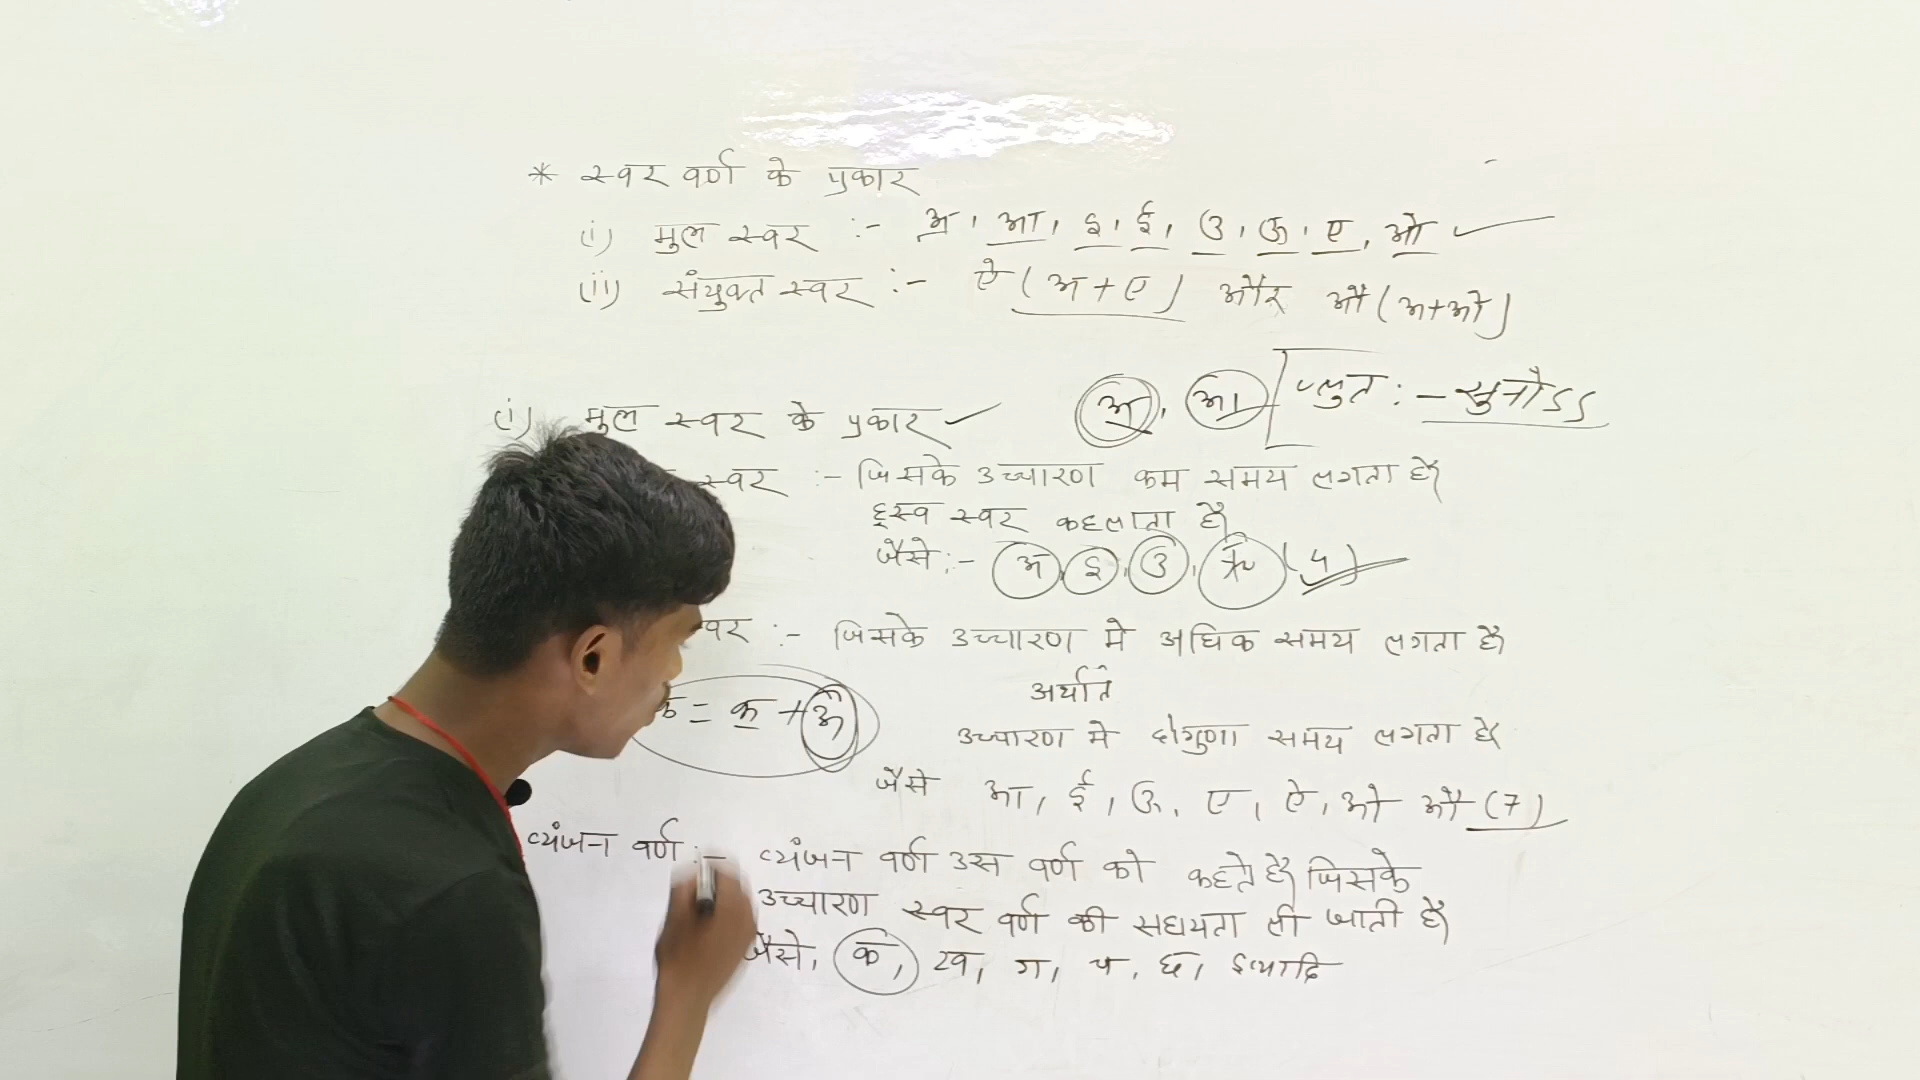 * स्वर वर्ण के प्रकार
(i) मुल स्वर :- अ, आ, इ, ई, उ, ऊ, ए, ओ
(ii) संयुक्त स्वर :- ऐ (अ+ए) और औ (अ+ओ)
अ, आ प्लुत :- सुनोऽऽ
(i) मुल स्वर के प्रकार
स्वर :- जिसके उच्चारण कम समय लगता है
ह्रस्व स्वर कहलाता है
जैसे :- अ, इ, उ, ऋ (4)
स्वर :- जिसके उच्चारण मे अधिक समय लगता है
अर्थात
क = क + अ
उच्चारण मे दोगुणा समय लगता है
जैसे आ, ई, ऊ, ए, ऐ, ओ औ (7)
व्यंजन वर्ण :- व्यंजन वर्ण उस वर्ण को कहते है जिसके
उच्चारण स्वर वर्ण की सहायता ली जाती है
जैसे, क, ख, ग, च, छ, इत्यादि